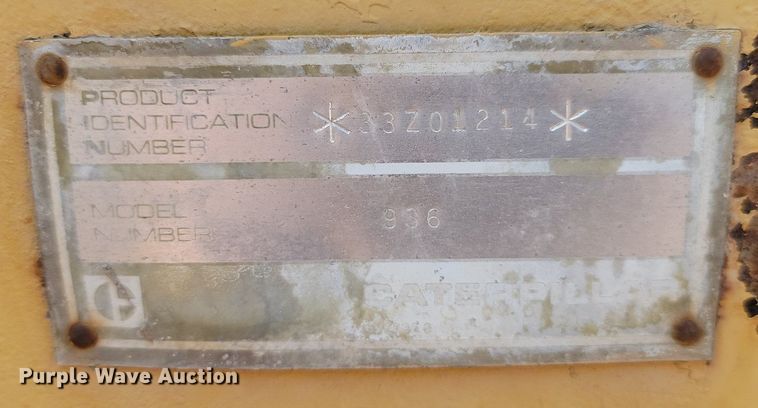 PRODUCT
IDENTIFICATION
NUMBER
*33Z01214*
MODEL
NUMBER
936
CATERPILLAR
Purple Wave Auction